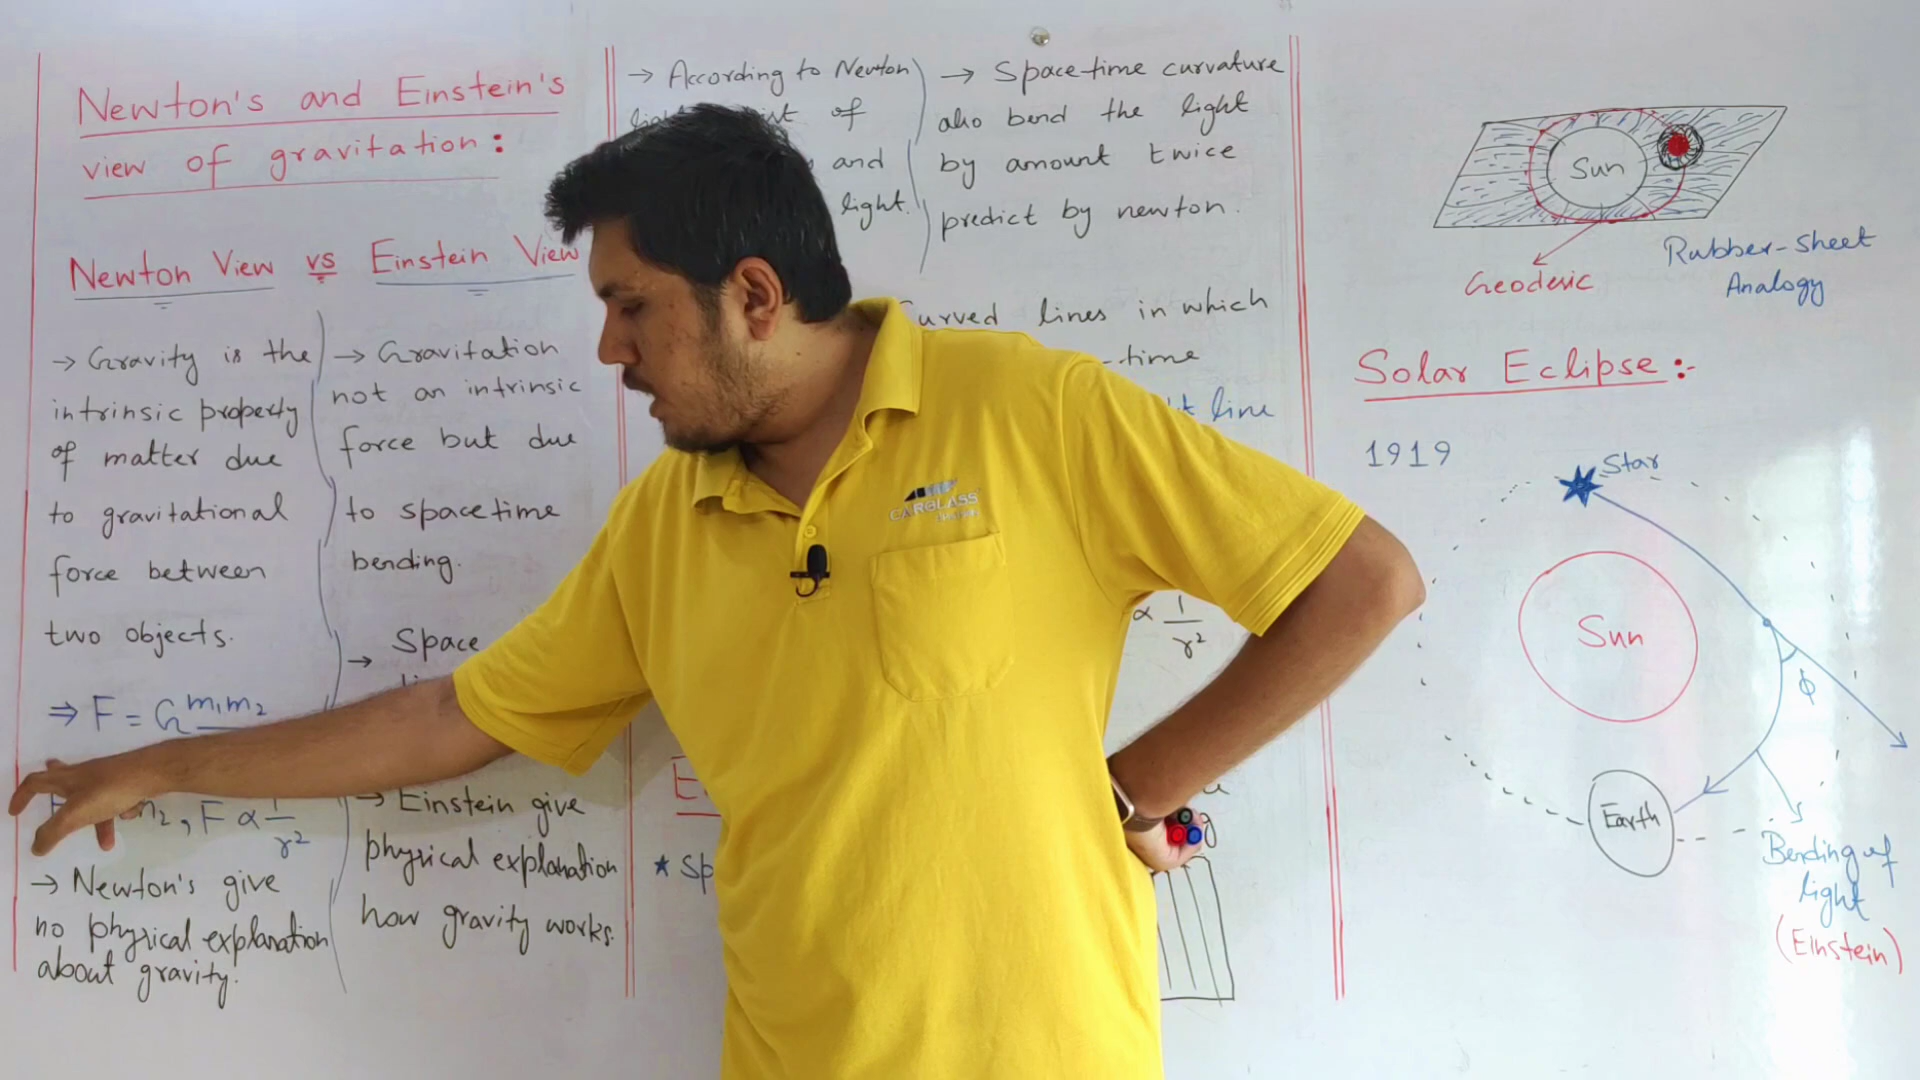 Newton's and Einstein's
view of gravitation:
Newton View vs Einstein View
→ Gravity is the
intrinsic property
of matter due
to gravitational
force between
two objects.
⇒ F = G m1m2
F ∝ 1/r²
→ Newton's give
no physical explanation
about gravity.
→ Gravitation
not an intrinsic
force but due
to spacetime
bending.
→ Space
→ Einstein give
physical explanation
how gravity works.
→ According to Newton
of
and
light.
→ Space-time curvature
also bend the light
by amount twice
predict by newton.
Curved lines in which
-time
line
∝ 1/r²
★ Sp
CARGLASS
Sun
Geodesic
Rubber-Sheet
Analogy
Solar Eclipse:-
1919
Star
Sun
ϕ
Earth
Bending of
light
(Einstein)